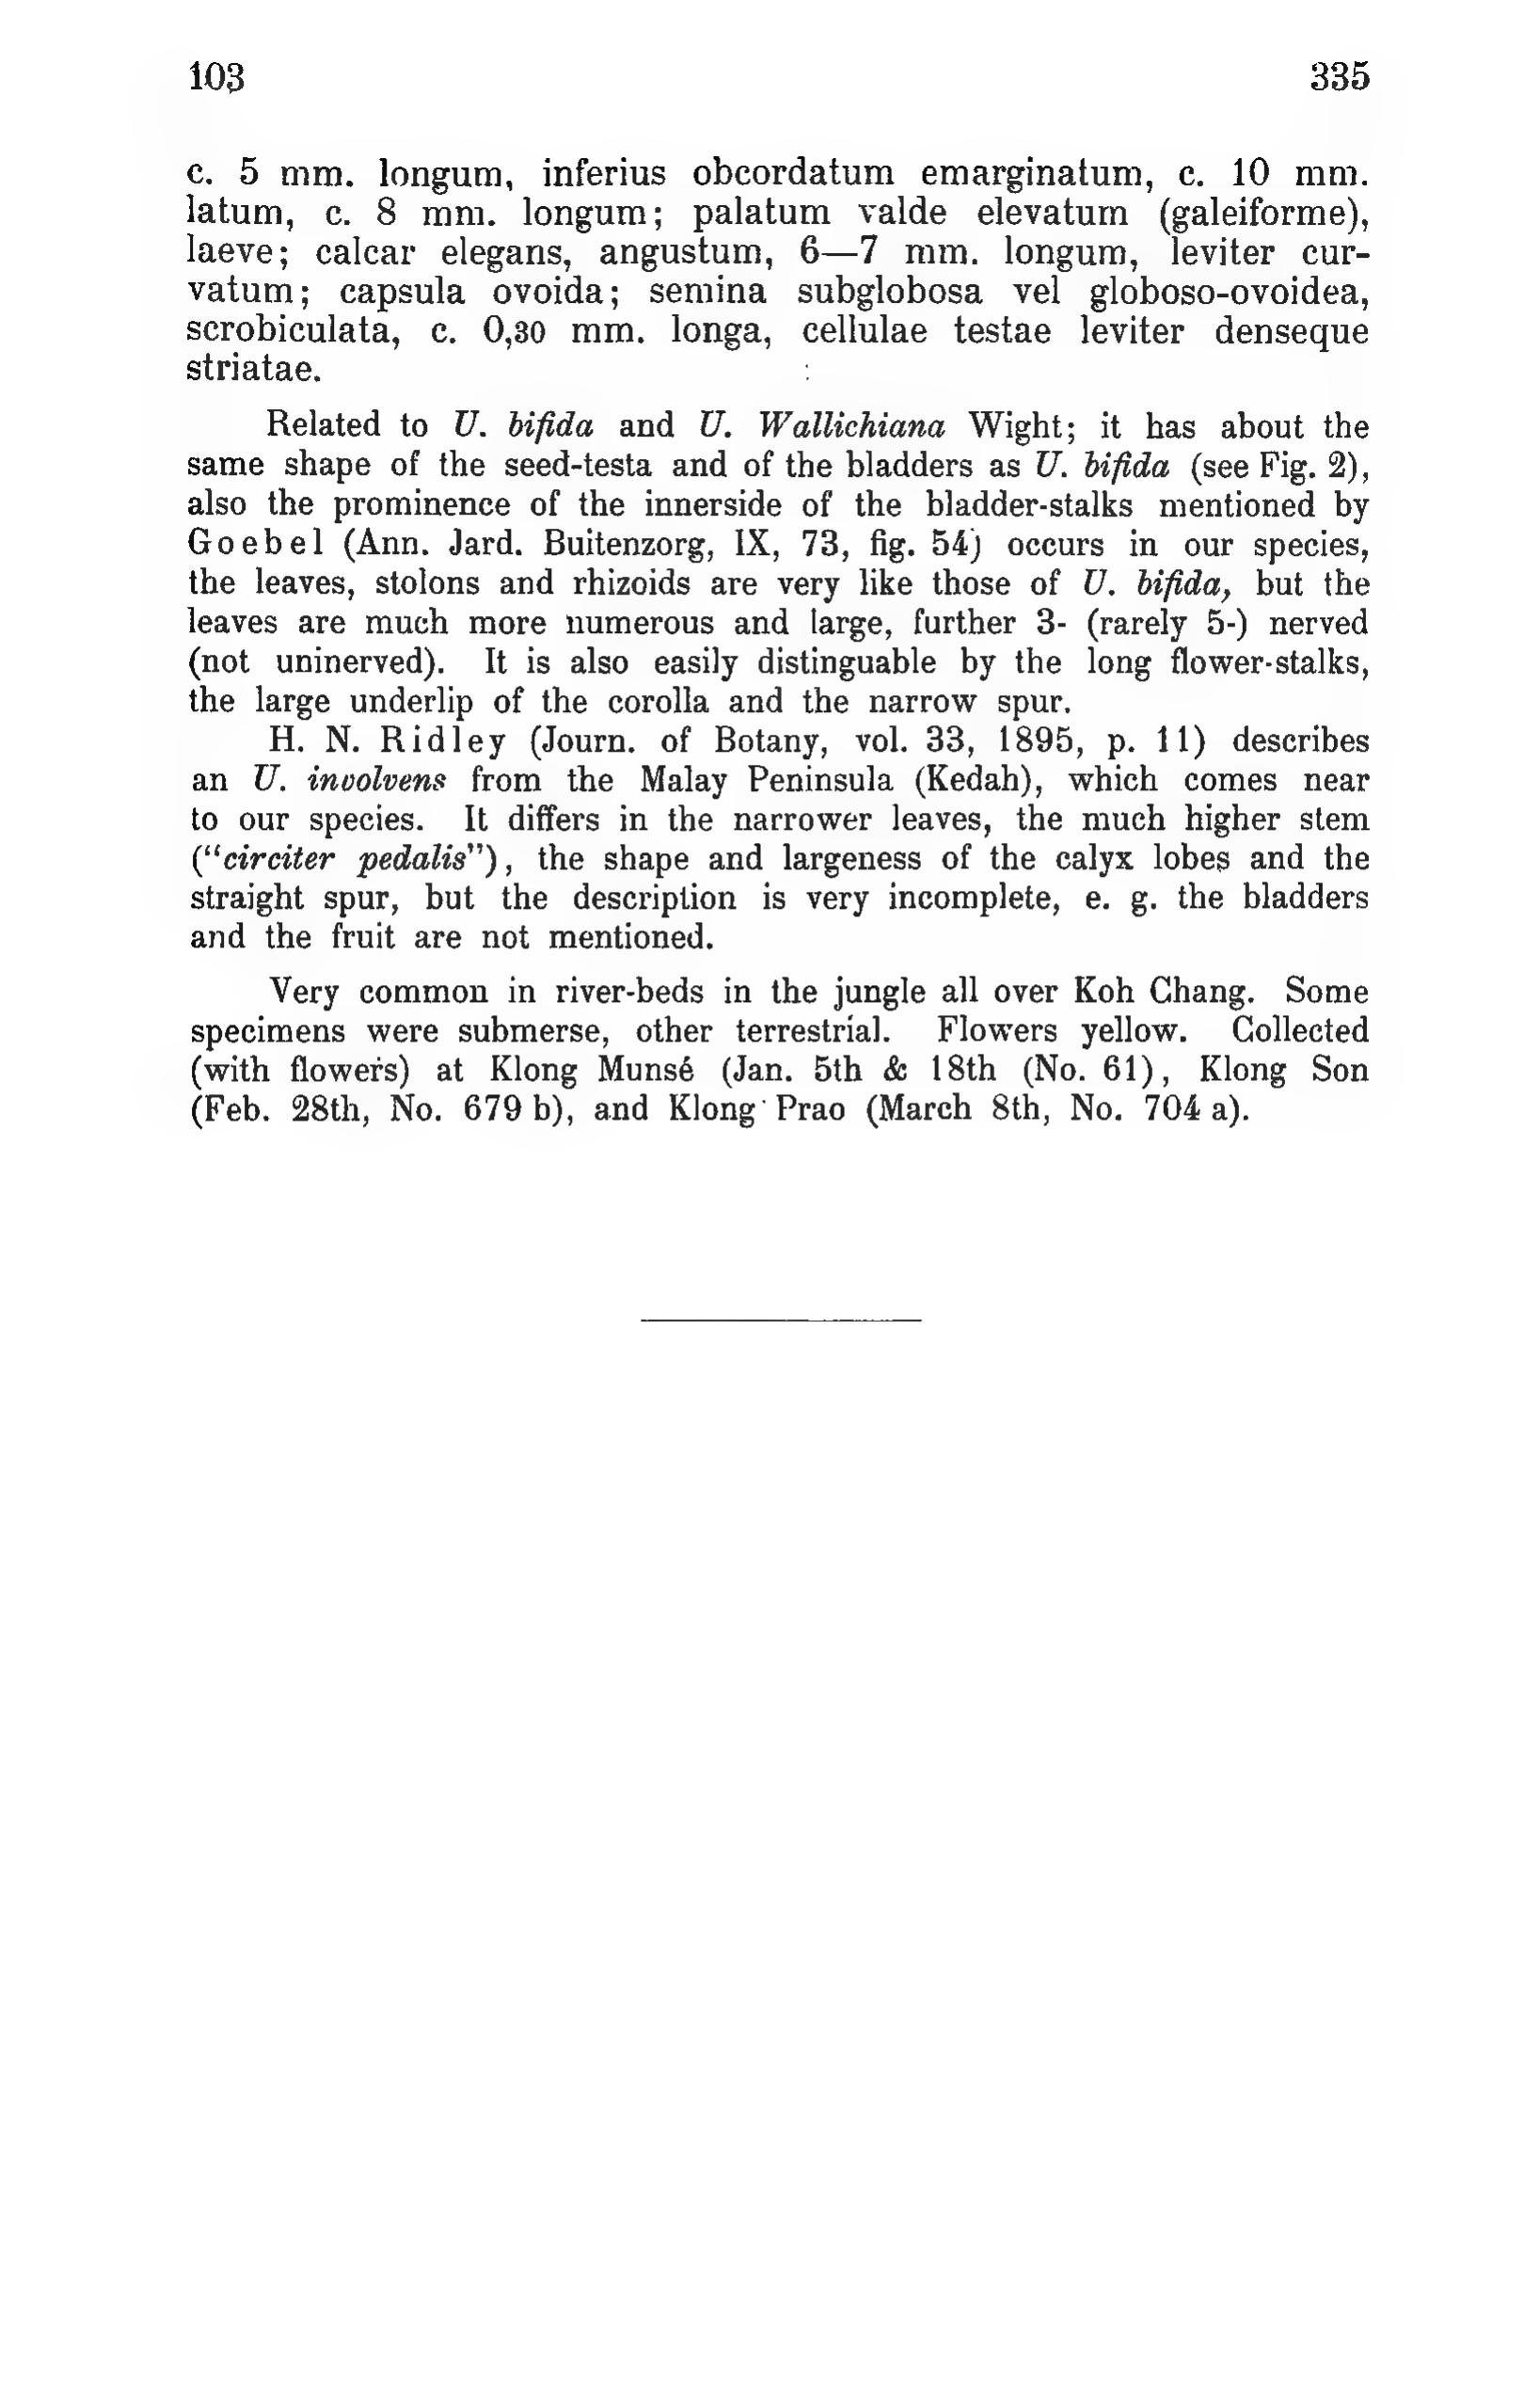 103 335
c. 5 mm. longum, inferius obcordatum emarginatum, c. 10 mm.
latum, c. 8 mm. longum; palatum valde elevatum (galeiforme),
laeve; calcar elegans, angustum, 6—7 mm. longum, leviter cur-
vatum; capsula ovoida; semina subglobosa vel globoso-ovoidea,
scrobiculata, c. 0,30 mm. longa, cellulae testae leviter denseque
striatae.
Related to U. bifida and U. Wallichiana Wight; it has about the
same shape of the seed-testa and of the bladders as U. bifida (see Fig. 2),
also the prominence of the innerside of the bladder-stalks mentioned by
Goebel (Ann. Jard. Buitenzorg, IX, 73, fig. 54) occurs in our species,
the leaves, stolons and rhizoids are very like those of U. bifida, but the
leaves are much more numerous and large, further 3- (rarely 5-) nerved
(not uninerved). It is also easily distinguable by the long flower-stalks,
the large underlip of the corolla and the narrow spur.
H. N. Ridley (Journ. of Botany, vol. 33, 1895, p. 11) describes
an U. involvens from the Malay Peninsula (Kedah), which comes near
to our species. It differs in the narrower leaves, the much higher stem
("circiter pedalis"), the shape and largeness of the calyx lobes and the
straight spur, but the description is very incomplete, e. g. the bladders
and the fruit are not mentioned.
Very common in river-beds in the jungle all over Koh Chang. Some
specimens were submerse, other terrestrial. Flowers yellow. Collected
(with flowers) at Klong Munsé (Jan. 5th & 18th (No. 61), Klong Son
(Feb. 28th, No. 679 b), and Klong Prao (March 8th, No. 704 a).